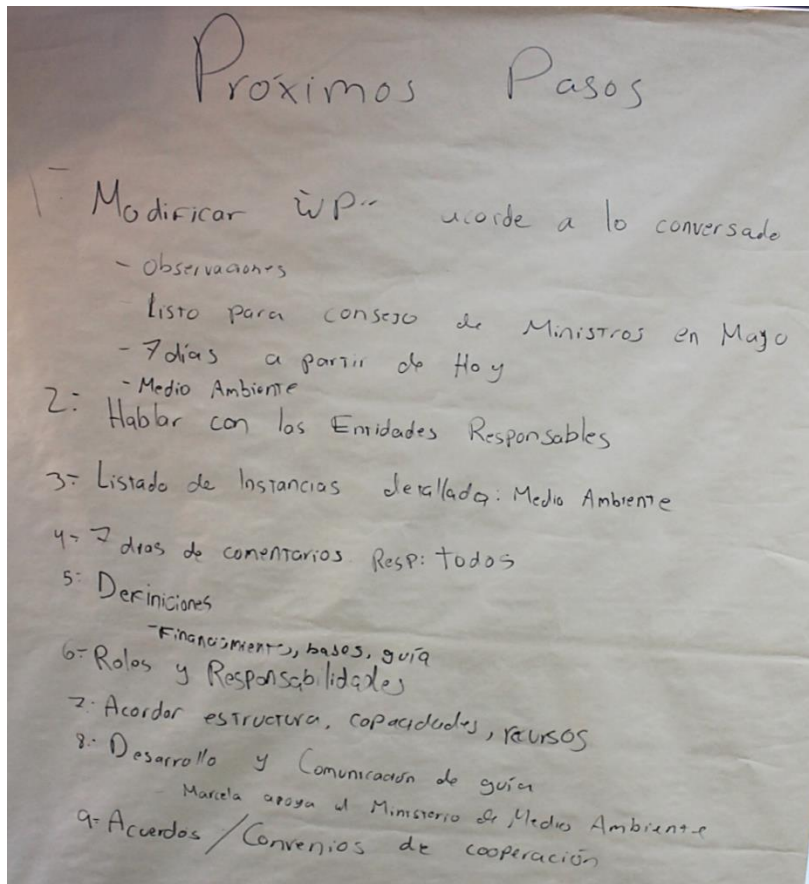 Próximos Pasos
1- Modificar "WP" acorde a lo conversado
- Observaciones
Listo para consejo de Ministros en Mayo
- 7 días a partir de Hoy
- Medio Ambiente
2- Hablar con las Entidades Responsables
3- Listado de Instancias detallada: Medio Ambiente
4- 7 dias de comentarios Resp: todos
5- Definiciones
- Financiamiento, bases, guía
6- Roles y Responsabilidades
7- Acordar estructura, capacidades, recursos
8- Desarrollo y Comunicación de guía
Marcela apoya al Ministerio de Medio Ambiente
9- Acuerdos / Convenios de cooperación